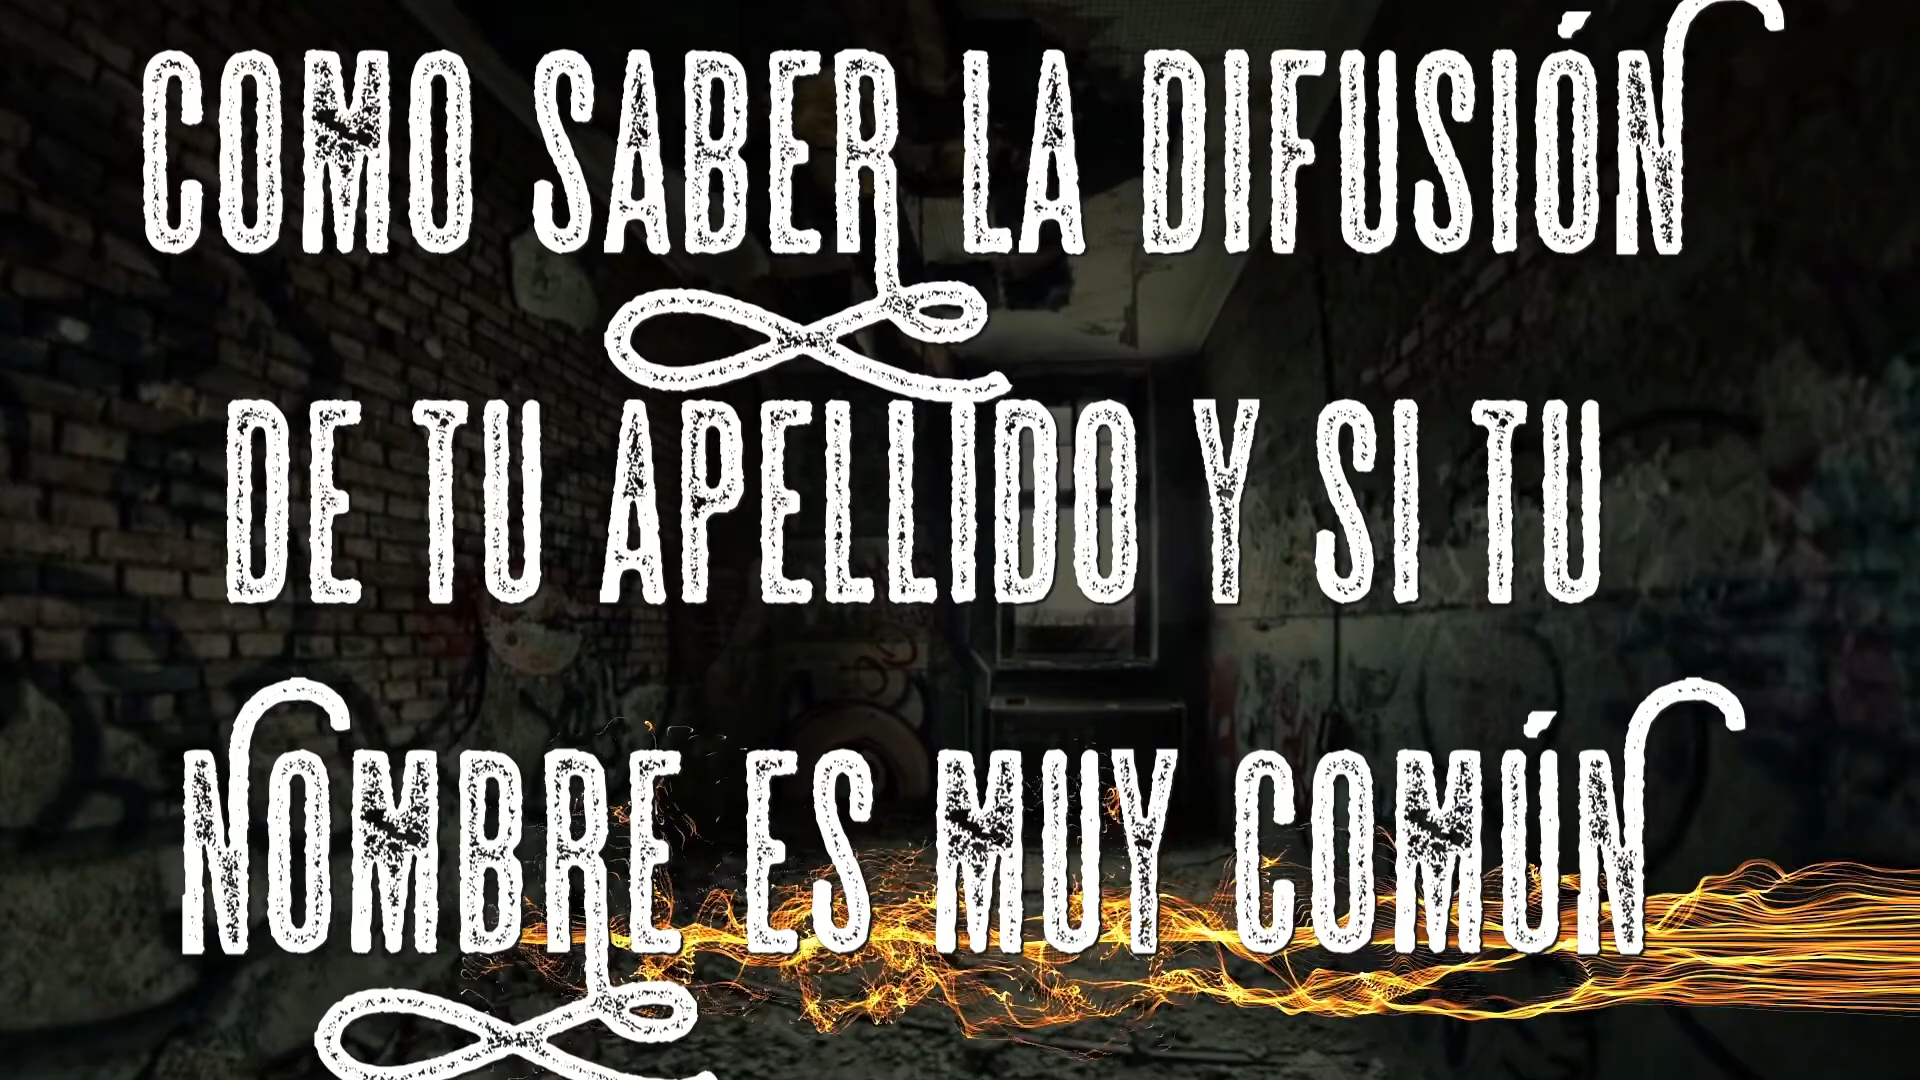 COMO SABER LA DIFUSIÓN
DE TU APELLIDO Y SI TU
NOMBRE ES MUY COMÚN